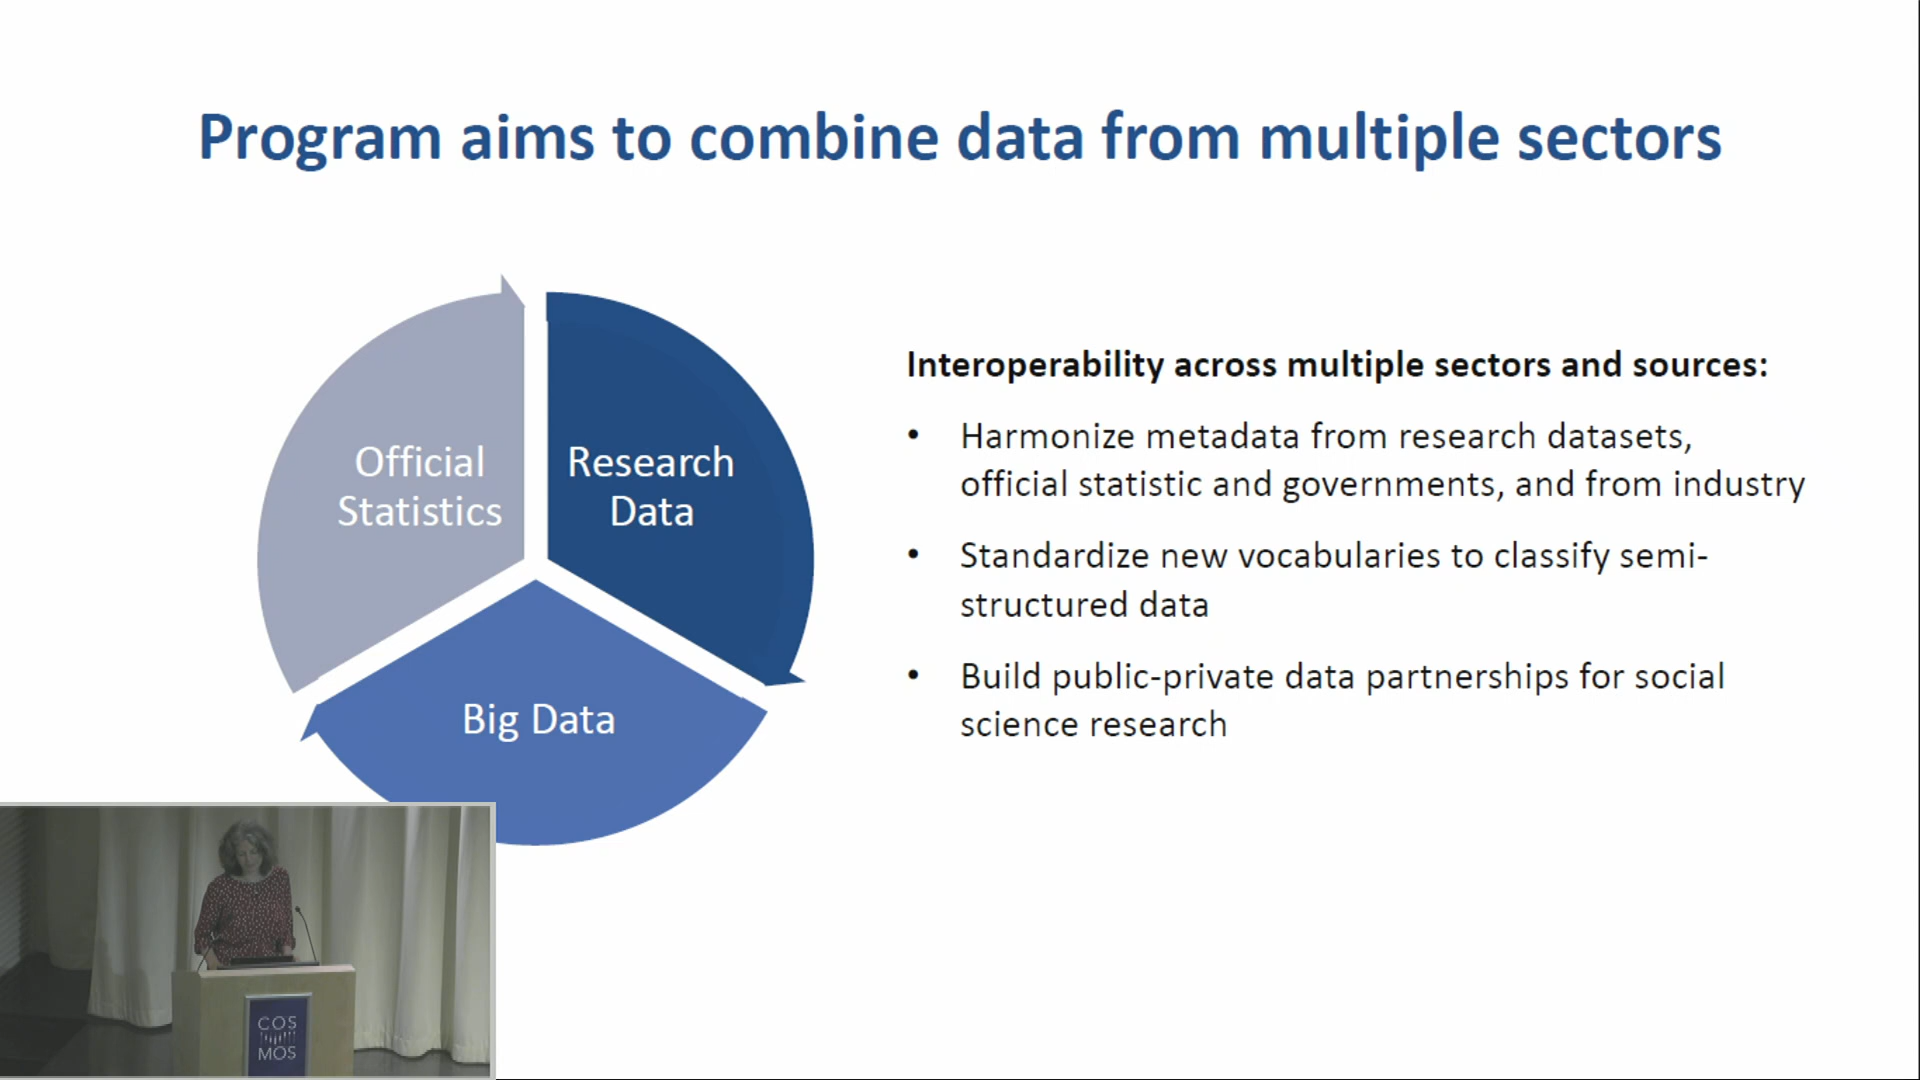 Program aims to combine data from multiple sectors
Official
Statistics
Research
Data
Big Data
Interoperability across multiple sectors and sources:
• Harmonize metadata from research datasets,
official statistic and governments, and from industry
• Standardize new vocabularies to classify semi-
structured data
• Build public-private data partnerships for social
science research
COS
MOS